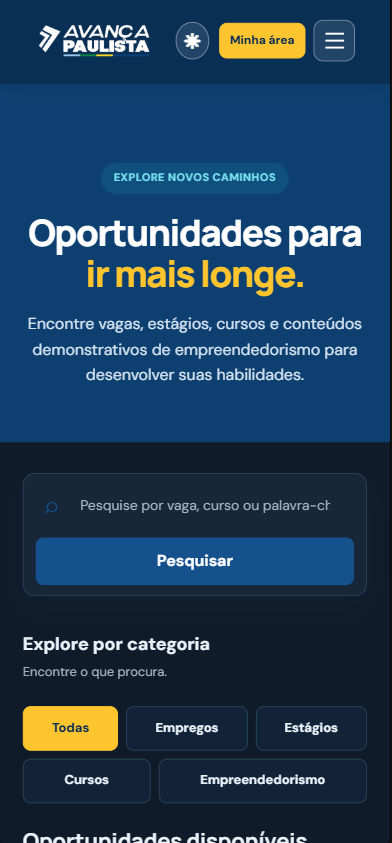 AVANÇA
PAULISTA
Minha área
EXPLORE NOVOS CAMINHOS
Oportunidades para
ir mais longe.
Encontre vagas, estágios, cursos e conteúdos
demonstrativos de empreendedorismo para
desenvolver suas habilidades.
Pesquise por vaga, curso ou palavra-ch
Pesquisar
Explore por categoria
Encontre o que procura.
Todas
Empregos
Estágios
Cursos
Empreendedorismo
Oportunidades disponíveis